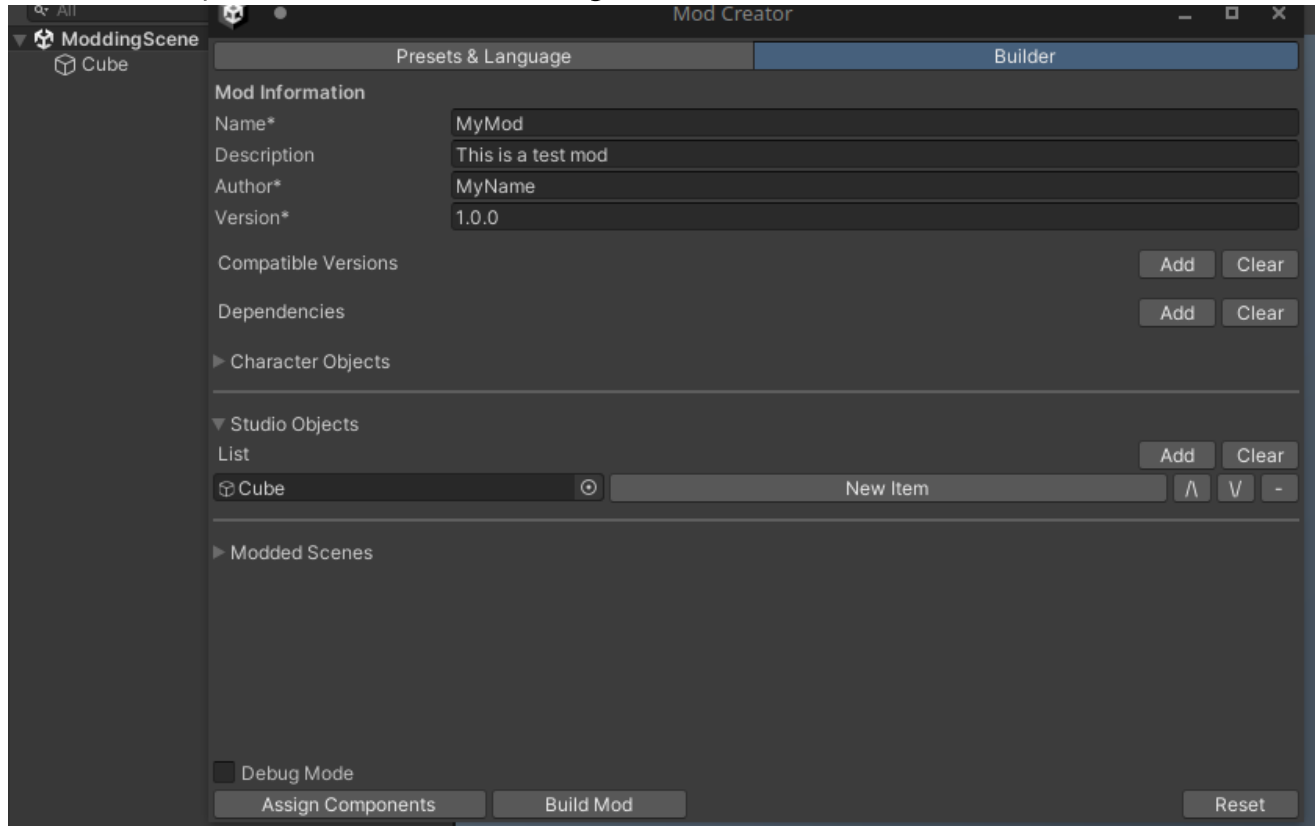 All
Mod Creator
ModdingScene
Cube
Presets & Language
Builder
Mod Information
Name*
MyMod
Description
This is a test mod
Author*
MyName
Version*
1.0.0
Compatible Versions
Add
Clear
Dependencies
Add
Clear
Character Objects
Studio Objects
List
Add
Clear
Cube
New Item
/\
\/
-
Modded Scenes
Debug Mode
Assign Components
Build Mod
Reset